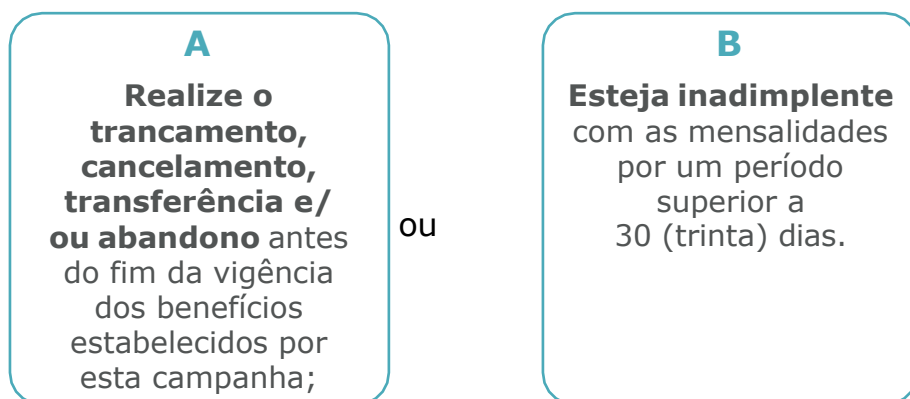 A
Realize o
trancamento,
cancelamento,
transferência e/
ou abandono antes
do fim da vigência
dos benefícios
estabelecidos por
esta campanha;
ou
B
Esteja inadimplente
com as mensalidades
por um período
superior a
30 (trinta) dias.